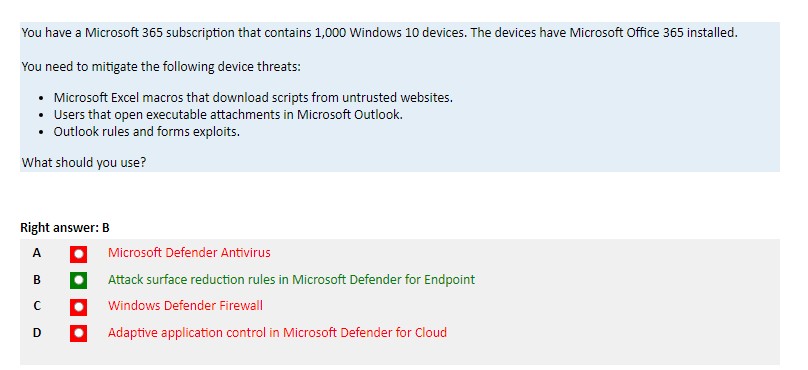 You have a Microsoft 365 subscription that contains 1,000 Windows 10 devices. The devices have Microsoft Office 365 installed.
You need to mitigate the following device threats:
• Microsoft Excel macros that download scripts from untrusted websites.
• Users that open executable attachments in Microsoft Outlook.
• Outlook rules and forms exploits.
What should you use?
Right answer: B
A Microsoft Defender Antivirus
B Attack surface reduction rules in Microsoft Defender for Endpoint
C Windows Defender Firewall
D Adaptive application control in Microsoft Defender for Cloud